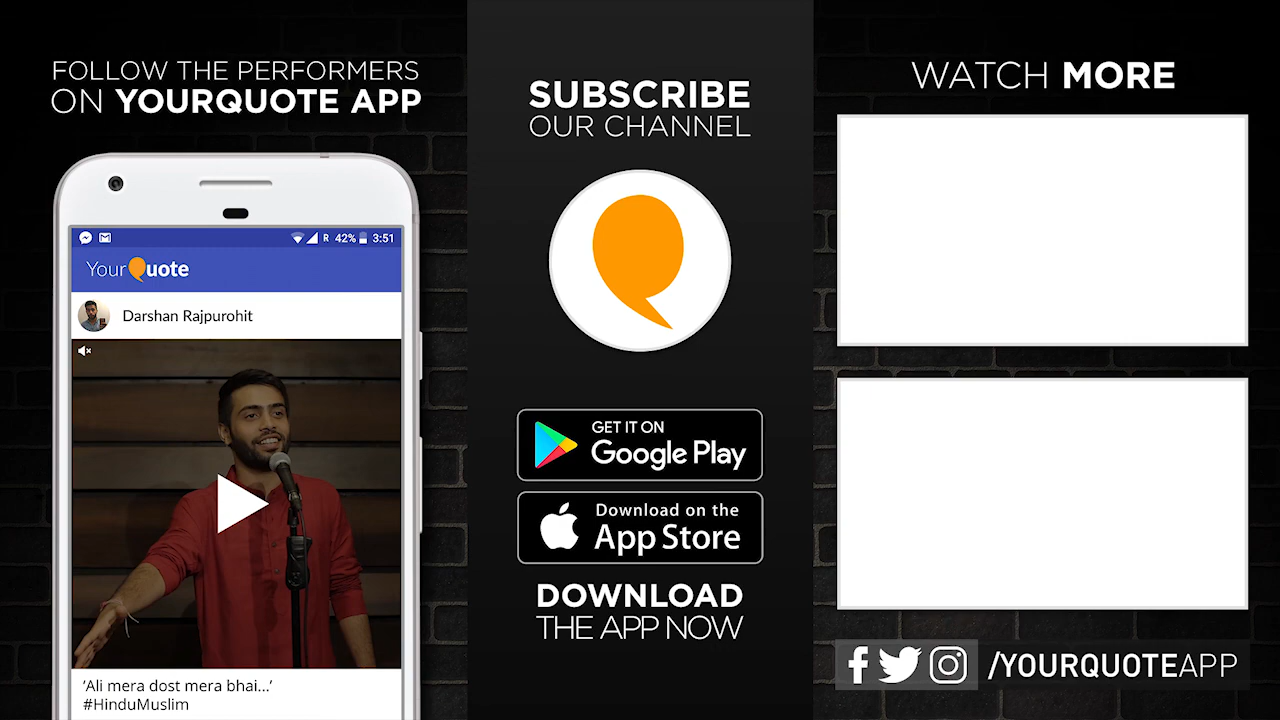 FOLLOW THE PERFORMERS
ON YOURQUOTE APP
42% 3:51
R
YourQuote
Darshan Rajpurohit
'Ali mera dost mera bhai...'
#HinduMuslim
SUBSCRIBE
OUR CHANNEL
GET IT ON
Google Play
Download on the
App Store
DOWNLOAD
THE APP NOW
WATCH MORE
/YOURQUOTEAPP